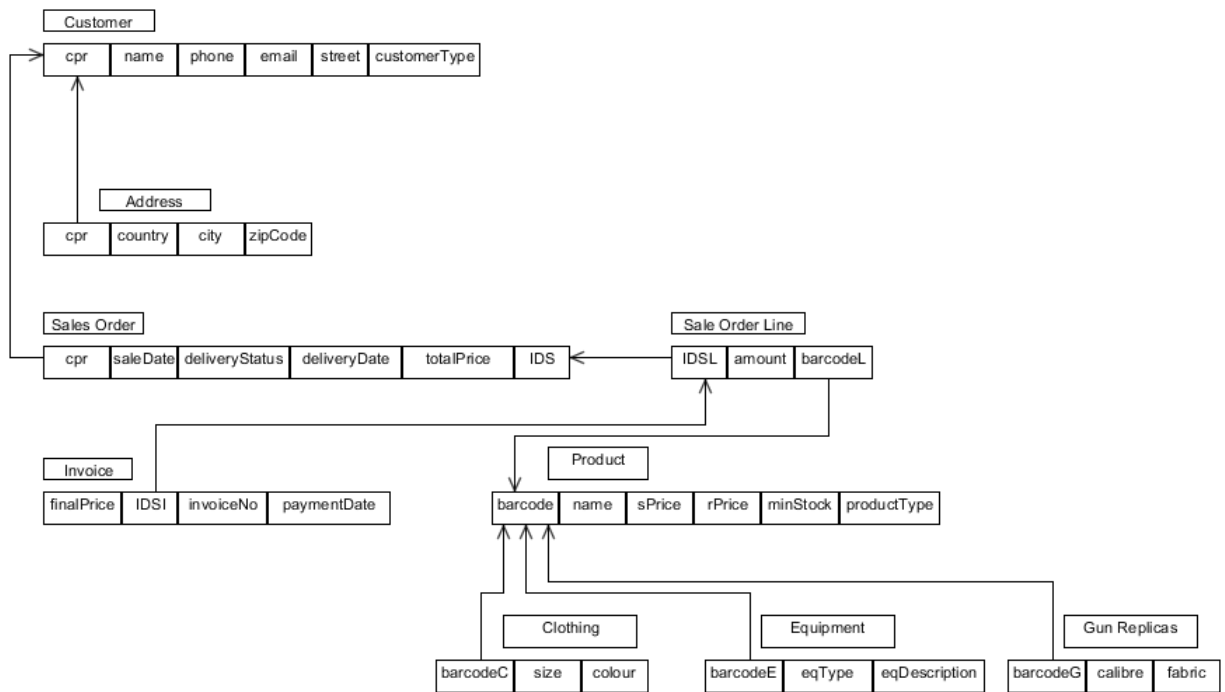 Customer
cpr name phone email street customerType
Address
cpr country city zipCode
Sales Order Sale Order Line
cpr saleDate deliveryStatus deliveryDate totalPrice IDS IDSL amount barcodeL
Product
Invoice
finalPrice IDSI invoiceNo paymentDate barcode name sPrice rPrice minStock productType
Clothing Equipment Gun Replicas
barcodeC size colour barcodeE eqType eqDescription barcodeG calibre fabric